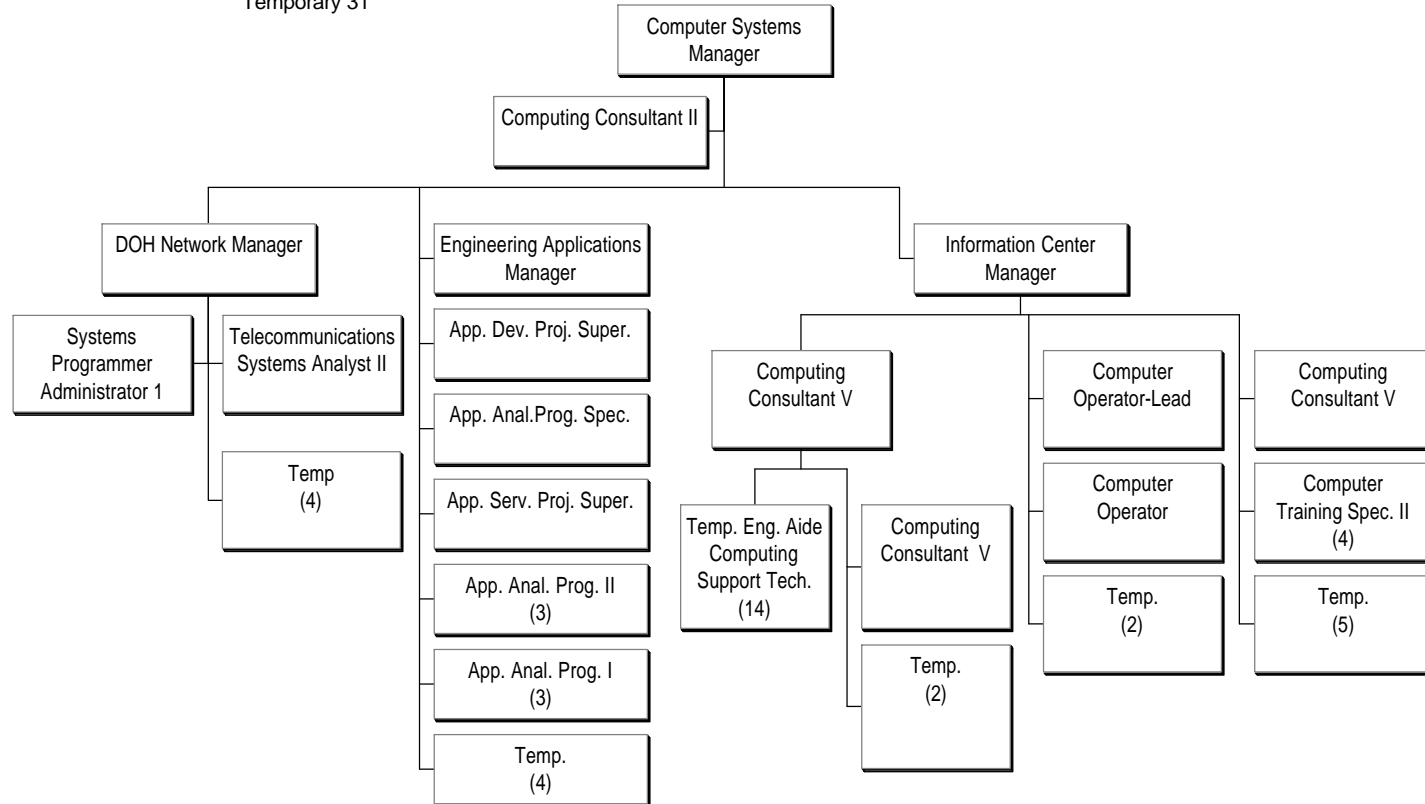 Temporary 31
Computer Systems
Manager
Computing Consultant II
DOH Network Manager
Systems
Programmer
Administrator 1
Telecommunications
Systems Analyst II
Temp
(4)
Engineering Applications
Manager
App. Dev. Proj. Super.
App. Anal.Prog. Spec.
App. Serv. Proj. Super.
App. Anal. Prog. II
(3)
App. Anal. Prog. I
(3)
Temp.
(4)
Information Center
Manager
Computing
Consultant V
Temp. Eng. Aide
Computing
Support Tech.
(14)
Computing
Consultant  V
Temp.
(2)
Computer
Operator-Lead
Computer
Operator
Temp.
(2)
Computing
Consultant V
Computer
Training Spec. II
(4)
Temp.
(5)